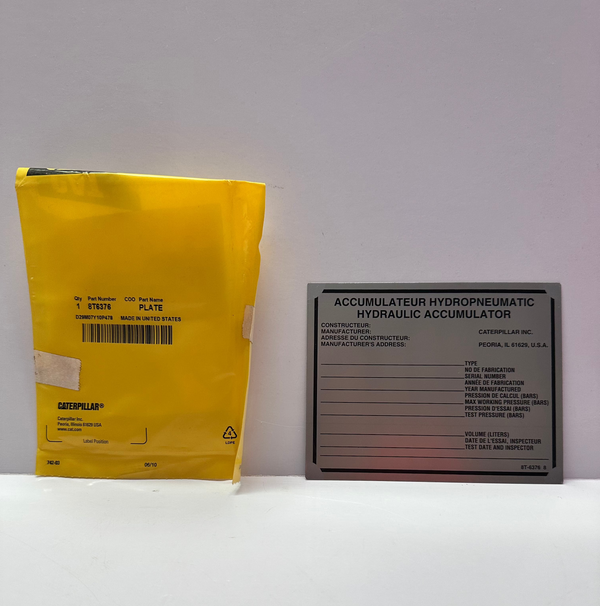 Qty Part Number COO Part Name
1 8T6376 PLATE
MADE IN UNITED STATES
CATERPILLAR®
Caterpillar Inc.
Peoria, Illinois 61629 USA
www.cat.com
Label Position
LDPE
06/10
ACCUMULATEUR HYDROPNEUMATIC
HYDRAULIC ACCUMULATOR
CONSTRUCTEUR:
MANUFACTURER: CATERPILLAR INC.
ADRESSE DU CONSTRUCTEUR:
MANUFACTURER'S ADDRESS: PEORIA, IL 61629, U.S.A.
TYPE
NO DE FABRICATION
SERIAL NUMBER
ANNÉE DE FABRICATION
YEAR MANUFACTURED
PRESSION DE CALCUL (BARS)
MAX WORKING PRESSURE (BARS)
PRESSION D'ESSAI (BARS)
TEST PRESSURE (BARS)
VOLUME (LITERS)
DATE DE L'ESSAI, INSPECTEUR
TEST DATE AND INSPECTOR